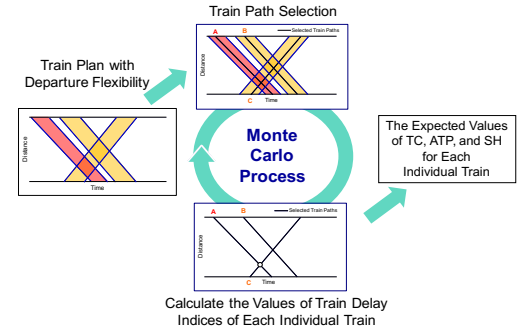 Train Path Selection
A
B
Selected Train Paths
Distance
C
Time
Train Plan with
Departure Flexibility
Distance
Time
Monte
Carlo
Process
The Expected Values
of TC, ATP, and SH
for Each
Individual Train
A
B
Selected Train Paths
Distance
C
Time
Calculate the Values of Train Delay
Indices of Each Individual Train